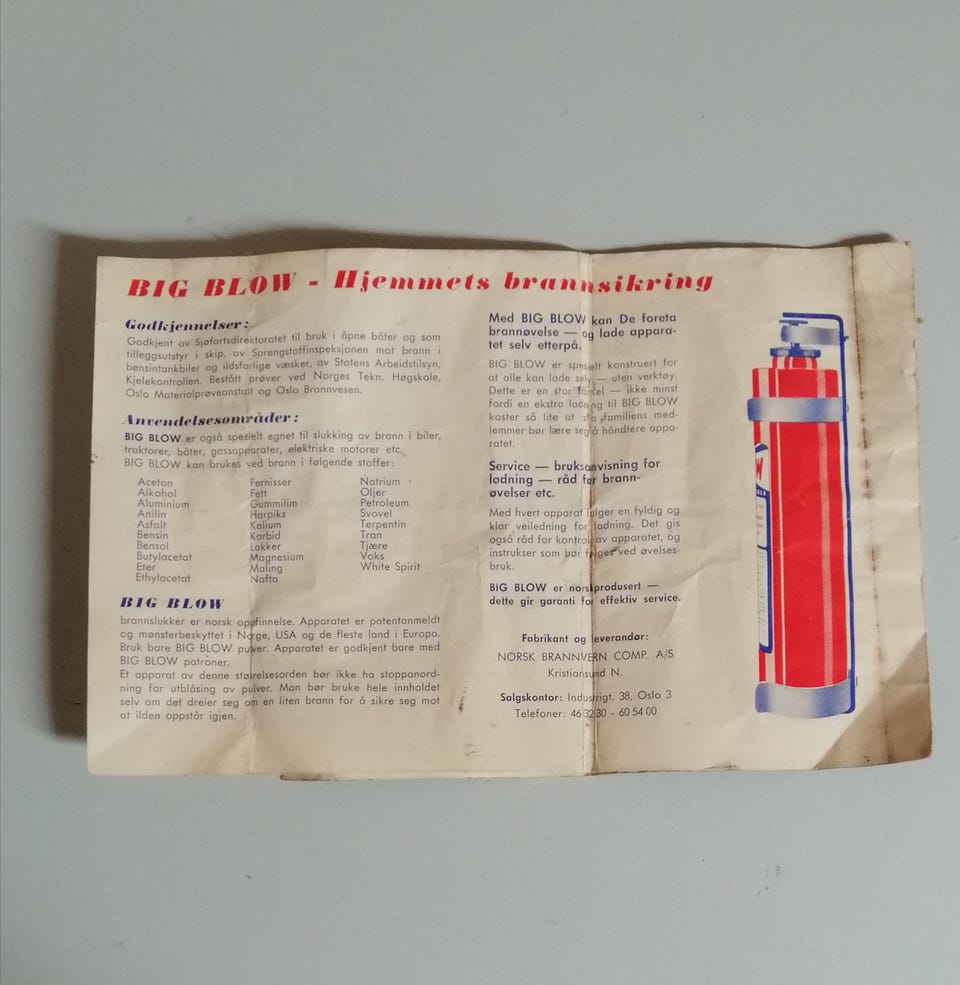 BIG BLOW - Hjemmets brannsikring
Godkjennelser:
Godkjent av Sjøfartsdirektoratet til bruk i åpne båter og som
tilleggsutstyr i skip, av Sprengstoffinspeksjonen mot brann i
bensintankbiler og ildsfarlige væsker, av Statens Arbeidstilsyn,
Kjelekontrollen. Bestått prøver ved Norges Tekn. Høgskole,
Oslo Materialprøveanstalt og Oslo Brannvesen.
Anvendelsesområder:
BIG BLOW er også spesielt egnet til slukking av brann i biler,
traktorer, båter, gassapparater, elektriske motorer etc.
BIG BLOW kan brukes ved brann i følgende stoffer:
Aceton
Alkohol
Aluminium
Anilin
Asfalt
Bensin
Bensol
Butylacetat
Eter
Ethylacetat
Fernisser
Fett
Gummilim
Harpiks
Kalium
Karbid
Lakker
Magnesium
Maling
Nafta
Natrium
Oljer
Petroleum
Svovel
Terpentin
Tran
Tjære
Voks
White Spirit
BIG BLOW
brannslukker er norsk oppfinnelse. Apparatet er patentanmeldt
og mønsterbeskyttet i Norge, USA og de fleste land i Europa.
Bruk bare BIG BLOW pulver. Apparatet er godkjent bare med
BIG BLOW patroner.
Et apparat av denne størrelsesorden bør ikke ha stoppanord-
ning for utblåsing av pulver. Man bør bruke hele innholdet
selv om det dreier seg om en liten brann for å sikre seg mot
at ilden oppstår igjen.
Med BIG BLOW kan De foreta
brannøvelse — og lade appara-
tet selv etterpå.
BIG BLOW er spesielt konstruert for
at alle kan lade selv — uten verktøy.
Dette er en stor fordel — ikke minst
fordi en ekstra ladning til BIG BLOW
koster så lite at alle familiens med-
lemmer bør lære seg å håndtere appa-
ratet.
Service — bruksanvisning for
ladning — råd for brann-
øvelser etc.
Med hvert apparat følger en fyldig og
klar veiledning for ladning. Det gis
også råd for kontroll av apparatet, og
instrukser som bør følges ved øvelses-
bruk.
BIG BLOW er norskprodusert —
dette gir garanti for effektiv service.
Fabrikant og leverandør:
NORSK BRANNVERN COMP. A/S
Kristiansund N.
Salgskontor: Industrigt. 38, Oslo 3
Telefoner: 46 32 30 - 60 54 00